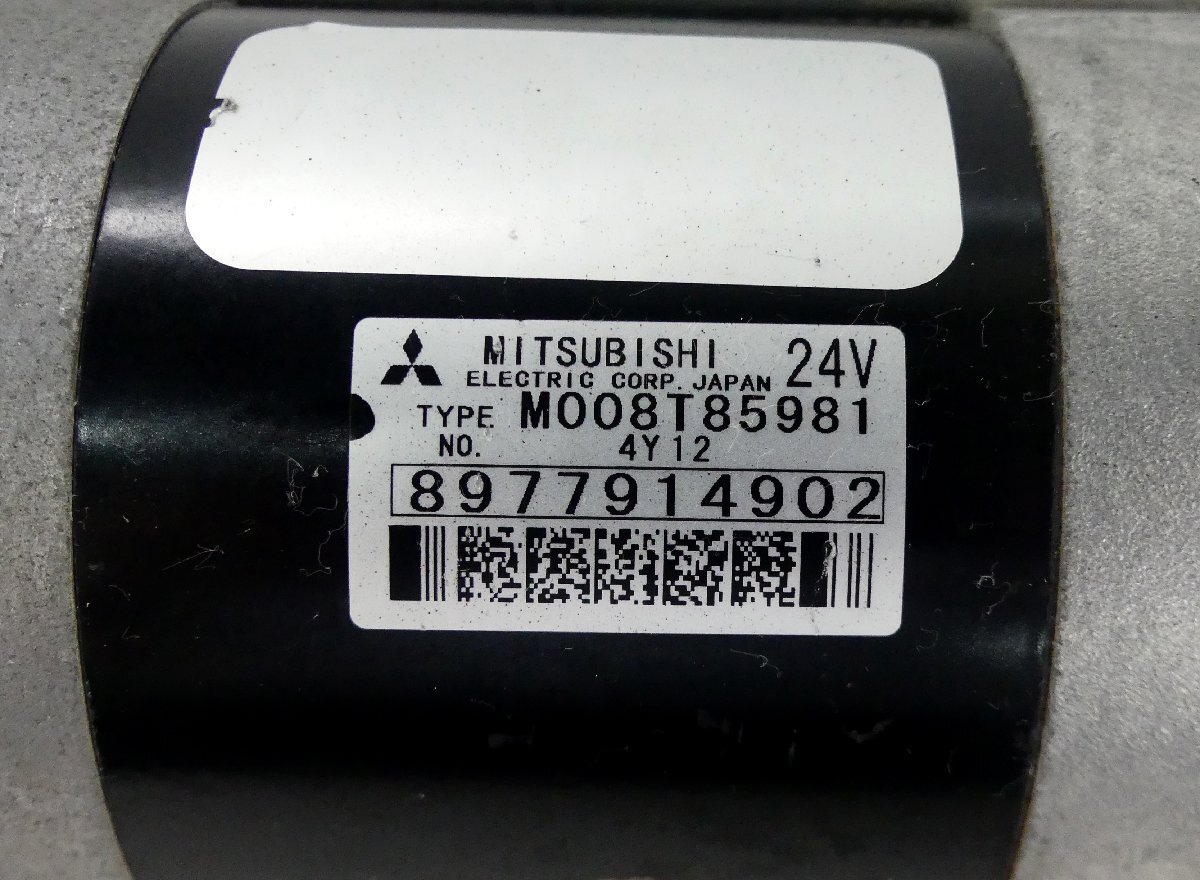 MITSUBISHI 24V
ELECTRIC CORP. JAPAN
TYPE M008T85981
NO. 4Y12
8977914902